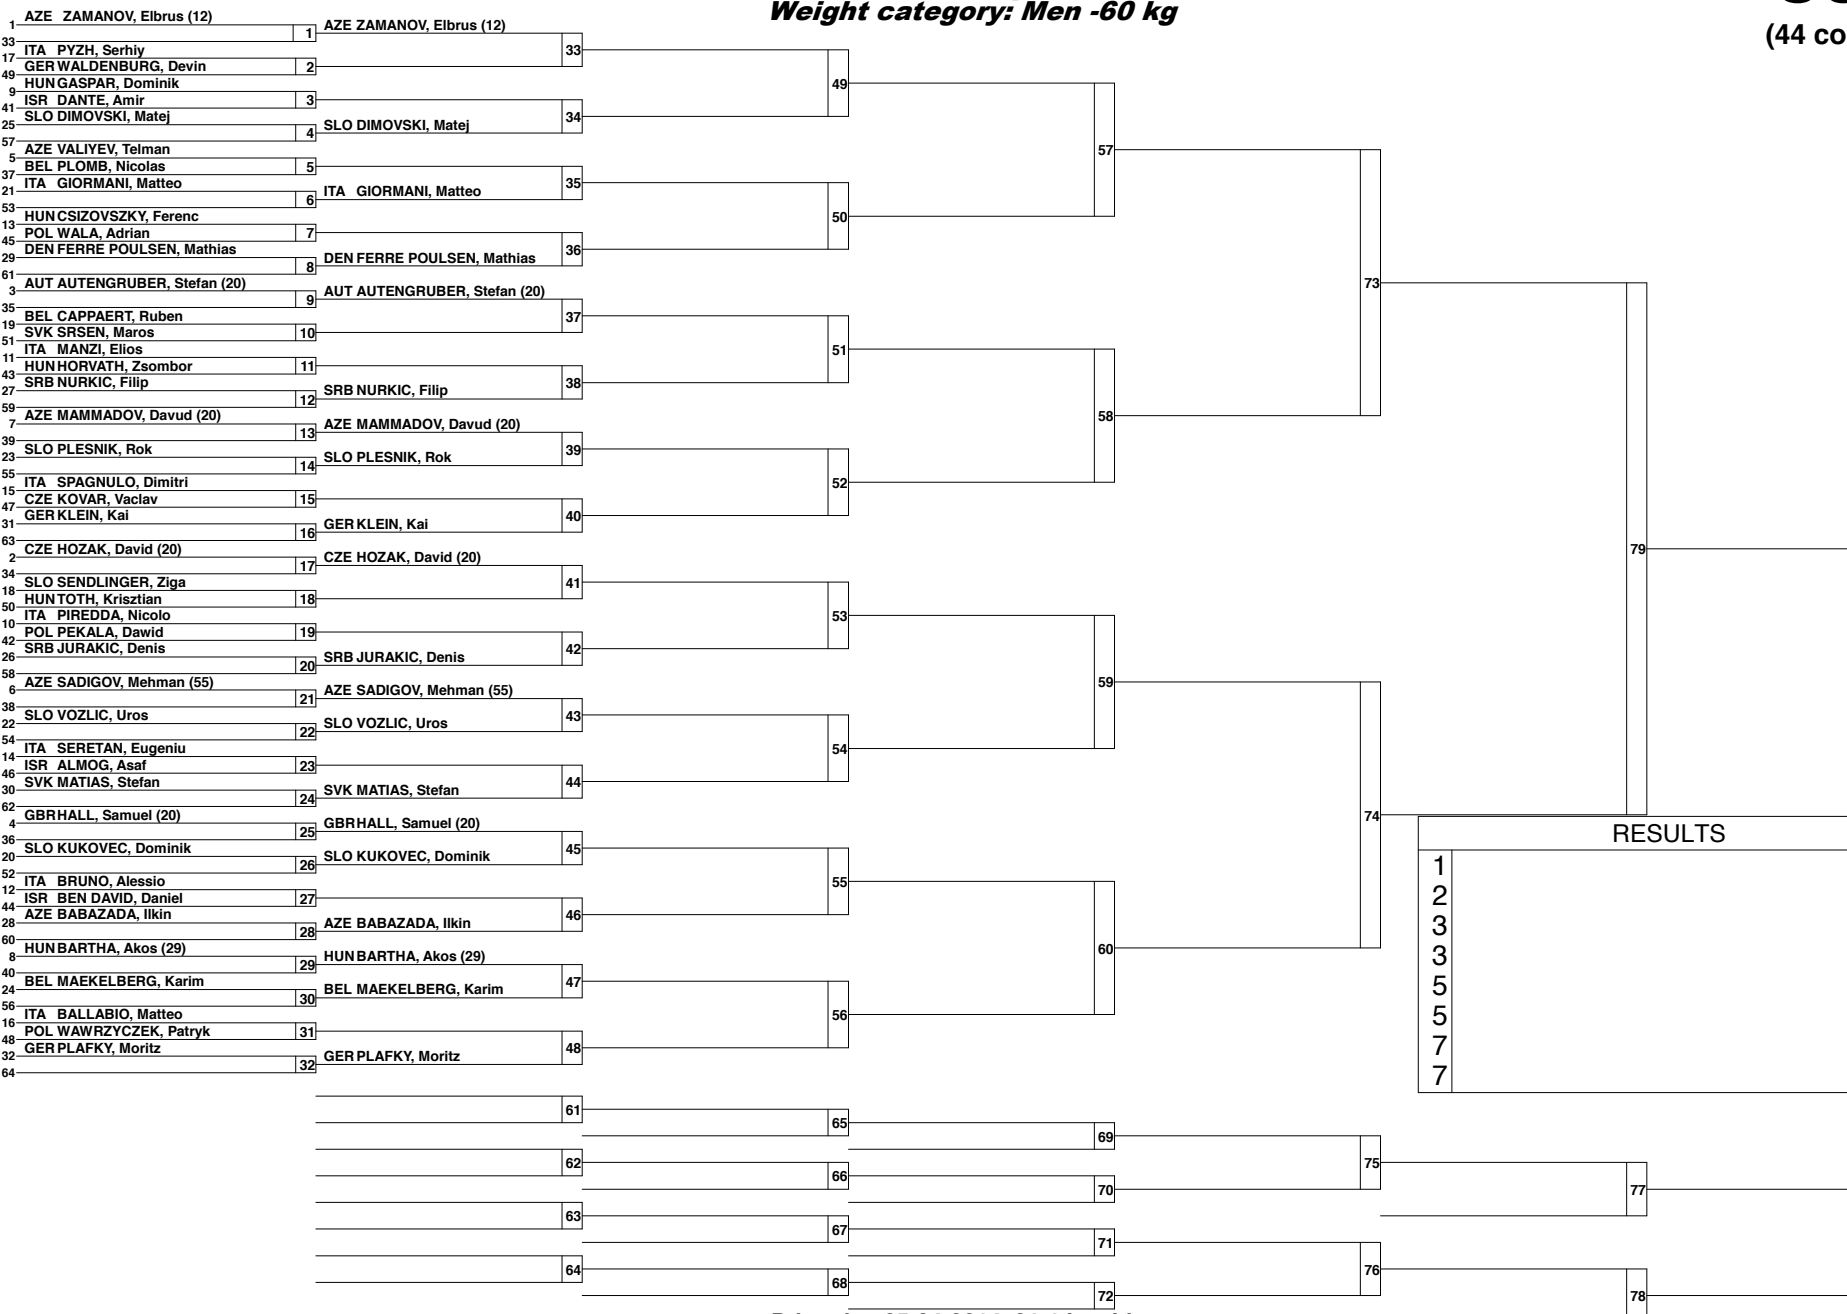 Weight category: Men -60 kg
(44 co
1 AZE ZAMANOV, Elbrus (12)
33
17 ITA PYZH, Serhiy
49 GER WALDENBURG, Devin
9 HUN GASPAR, Dominik
41 ISR DANTE, Amir
25 SLO DIMOVSKI, Matej
57
5 AZE VALIYEV, Telman
37 BEL PLOMB, Nicolas
21 ITA GIORMANI, Matteo
53
13 HUN CSIZOVSZKY, Ferenc
45 POL WALA, Adrian
29 DEN FERRE POULSEN, Mathias
61
3 AUT AUTENGRUBER, Stefan (20)
35
19 BEL CAPPAERT, Ruben
51 SVK SRSEN, Maros
11 ITA MANZI, Elios
43 HUN HORVATH, Zsombor
27 SRB NURKIC, Filip
59
7 AZE MAMMADOV, Davud (20)
39
23 SLO PLESNIK, Rok
55
15 ITA SPAGNULO, Dimitri
47 CZE KOVAR, Vaclav
31 GER KLEIN, Kai
63
2 CZE HOZAK, David (20)
34
18 SLO SENDLINGER, Ziga
50 HUN TOTH, Krisztian
10 ITA PIREDDA, Nicolo
42 POL PEKALA, Dawid
26 SRB JURAKIC, Denis
58
6 AZE SADIGOV, Mehman (55)
38
22 SLO VOZLIC, Uros
54
14 ITA SERETAN, Eugeniu
46 ISR ALMOG, Asaf
30 SVK MATIAS, Stefan
62
4 GBR HALL, Samuel (20)
36
20 SLO KUKOVEC, Dominik
52
12 ITA BRUNO, Alessio
44 ISR BEN DAVID, Daniel
28 AZE BABAZADA, Ilkin
60
8 HUN BARTHA, Akos (29)
40
24 BEL MAEKELBERG, Karim
56
16 ITA BALLABIO, Matteo
48 POL WAWRZYCZEK, Patryk
32 GER PLAFKY, Moritz
64
1 AZE ZAMANOV, Elbrus (12)
2
3
4 SLO DIMOVSKI, Matej
5
6 ITA GIORMANI, Matteo
7
8 DEN FERRE POULSEN, Mathias
9 AUT AUTENGRUBER, Stefan (20)
10
11
12 SRB NURKIC, Filip
13 AZE MAMMADOV, Davud (20)
14 SLO PLESNIK, Rok
15
16 GER KLEIN, Kai
17 CZE HOZAK, David (20)
18
19
20 SRB JURAKIC, Denis
21 AZE SADIGOV, Mehman (55)
22 SLO VOZLIC, Uros
23
24 SVK MATIAS, Stefan
25 GBR HALL, Samuel (20)
26 SLO KUKOVEC, Dominik
27
28 AZE BABAZADA, Ilkin
29 HUN BARTHA, Akos (29)
30 BEL MAEKELBERG, Karim
31
32 GER PLAFKY, Moritz
33
34
35
36
37
38
39
40
41
42
43
44
45
46
47
48
49
50
51
52
53
54
55
56
57
58
59
60
73
74
79
RESULTS
1
2
3
3
5
5
7
7
61
62
63
64
65
66
67
68
69
70
71
72
75
76
77
78